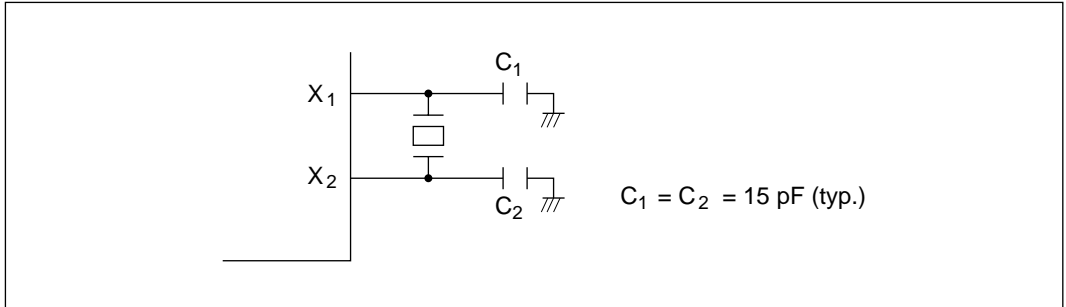 C1
X1
X2
C2
C1 = C2 = 15 pF (typ.)